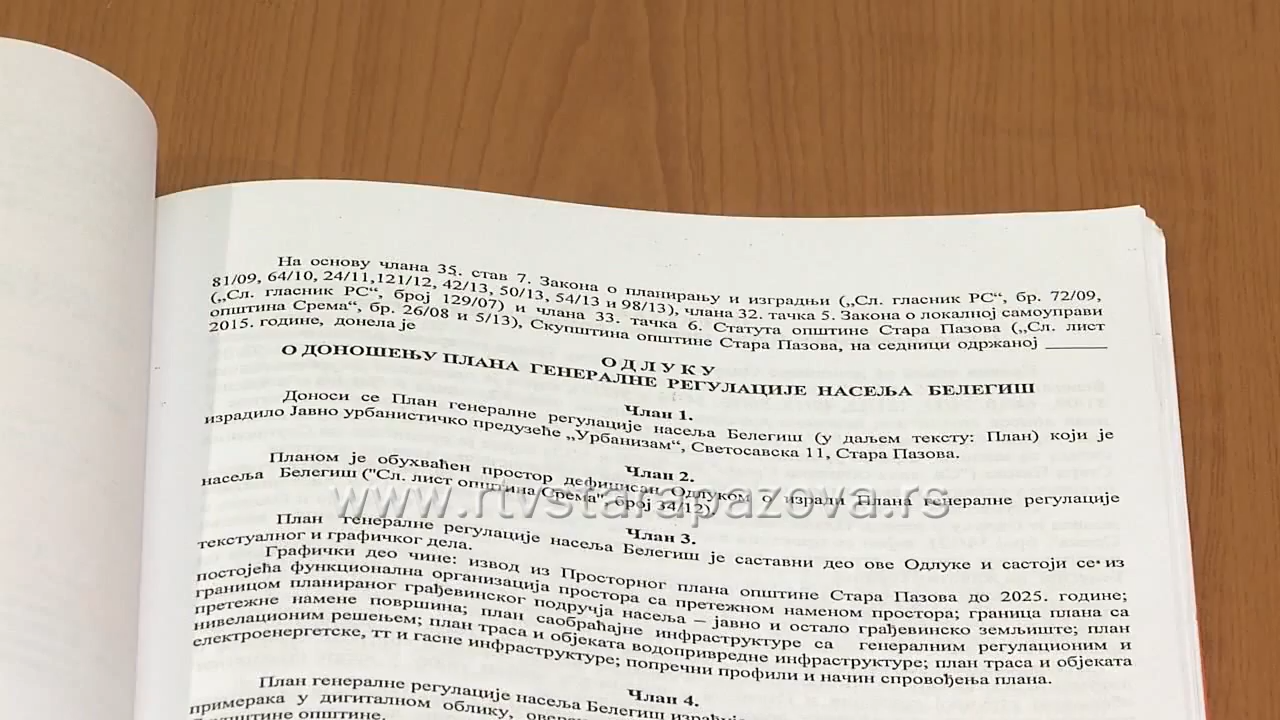 На основу члана 35. став 7. Закона о планирању и изградњи („Сл. гласник РС“, бр. 72/09,
81/09, 64/10, 24/11,121/12, 42/13, 50/13, 54/13 и 98/13), члана 32. тачка 5. Закона о локалној самоуправи
(„Сл. гласник РС“, број 129/07) и члана 33. тачка 6. Статута општине Стара Пазова („Сл. лист
општина Срема“, бр. 26/08 и 5/13), Скупштина општине Стара Пазова, на седници одржаној ________
2015. године, донела је
О Д Л У К У
О ДОНОШЕЊУ ПЛАНА ГЕНЕРАЛНЕ РЕГУЛАЦИЈЕ НАСЕЉА БЕЛЕГИШ
Члан 1.
Доноси се План генералне регулације насеља Белегиш (у даљем тексту: План) који је
израдило Јавно урбанистичко предузеће „Урбанизам“, Светосавска 11, Стара Пазова.
Члан 2.
Планом је обухваћен простор дефинисан Одлуком о изради Плана генералне регулације
насеља Белегиш ("Сл. лист општина Срема", број 34/12).
www.rtvstarapazova.rs
Члан 3.
План генералне регулације насеља Белегиш је саставни део ове Одлуке и састоји се из
текстуалног и графичког дела.
Графички део чине: извод из Просторног плана општине Стара Пазова до 2025. године;
постојећа функционална организација простора са претежном наменом простора; граница плана са
границом планираног грађевинског подручја насеља – јавно и остало грађевинско земљиште; план
претежне намене површина; план саобраћајне инфраструктуре са генералним регулационим и
нивелационим решењем; план траса и објеката водопривредне инфраструктуре; план траса и објеката
електроенергетске, тт и гасне инфраструктуре; попречни профили и начин спровођења плана.
Члан 4.
План генералне регулације насеља Белегиш
примерака у дигиталном облику,
општине.